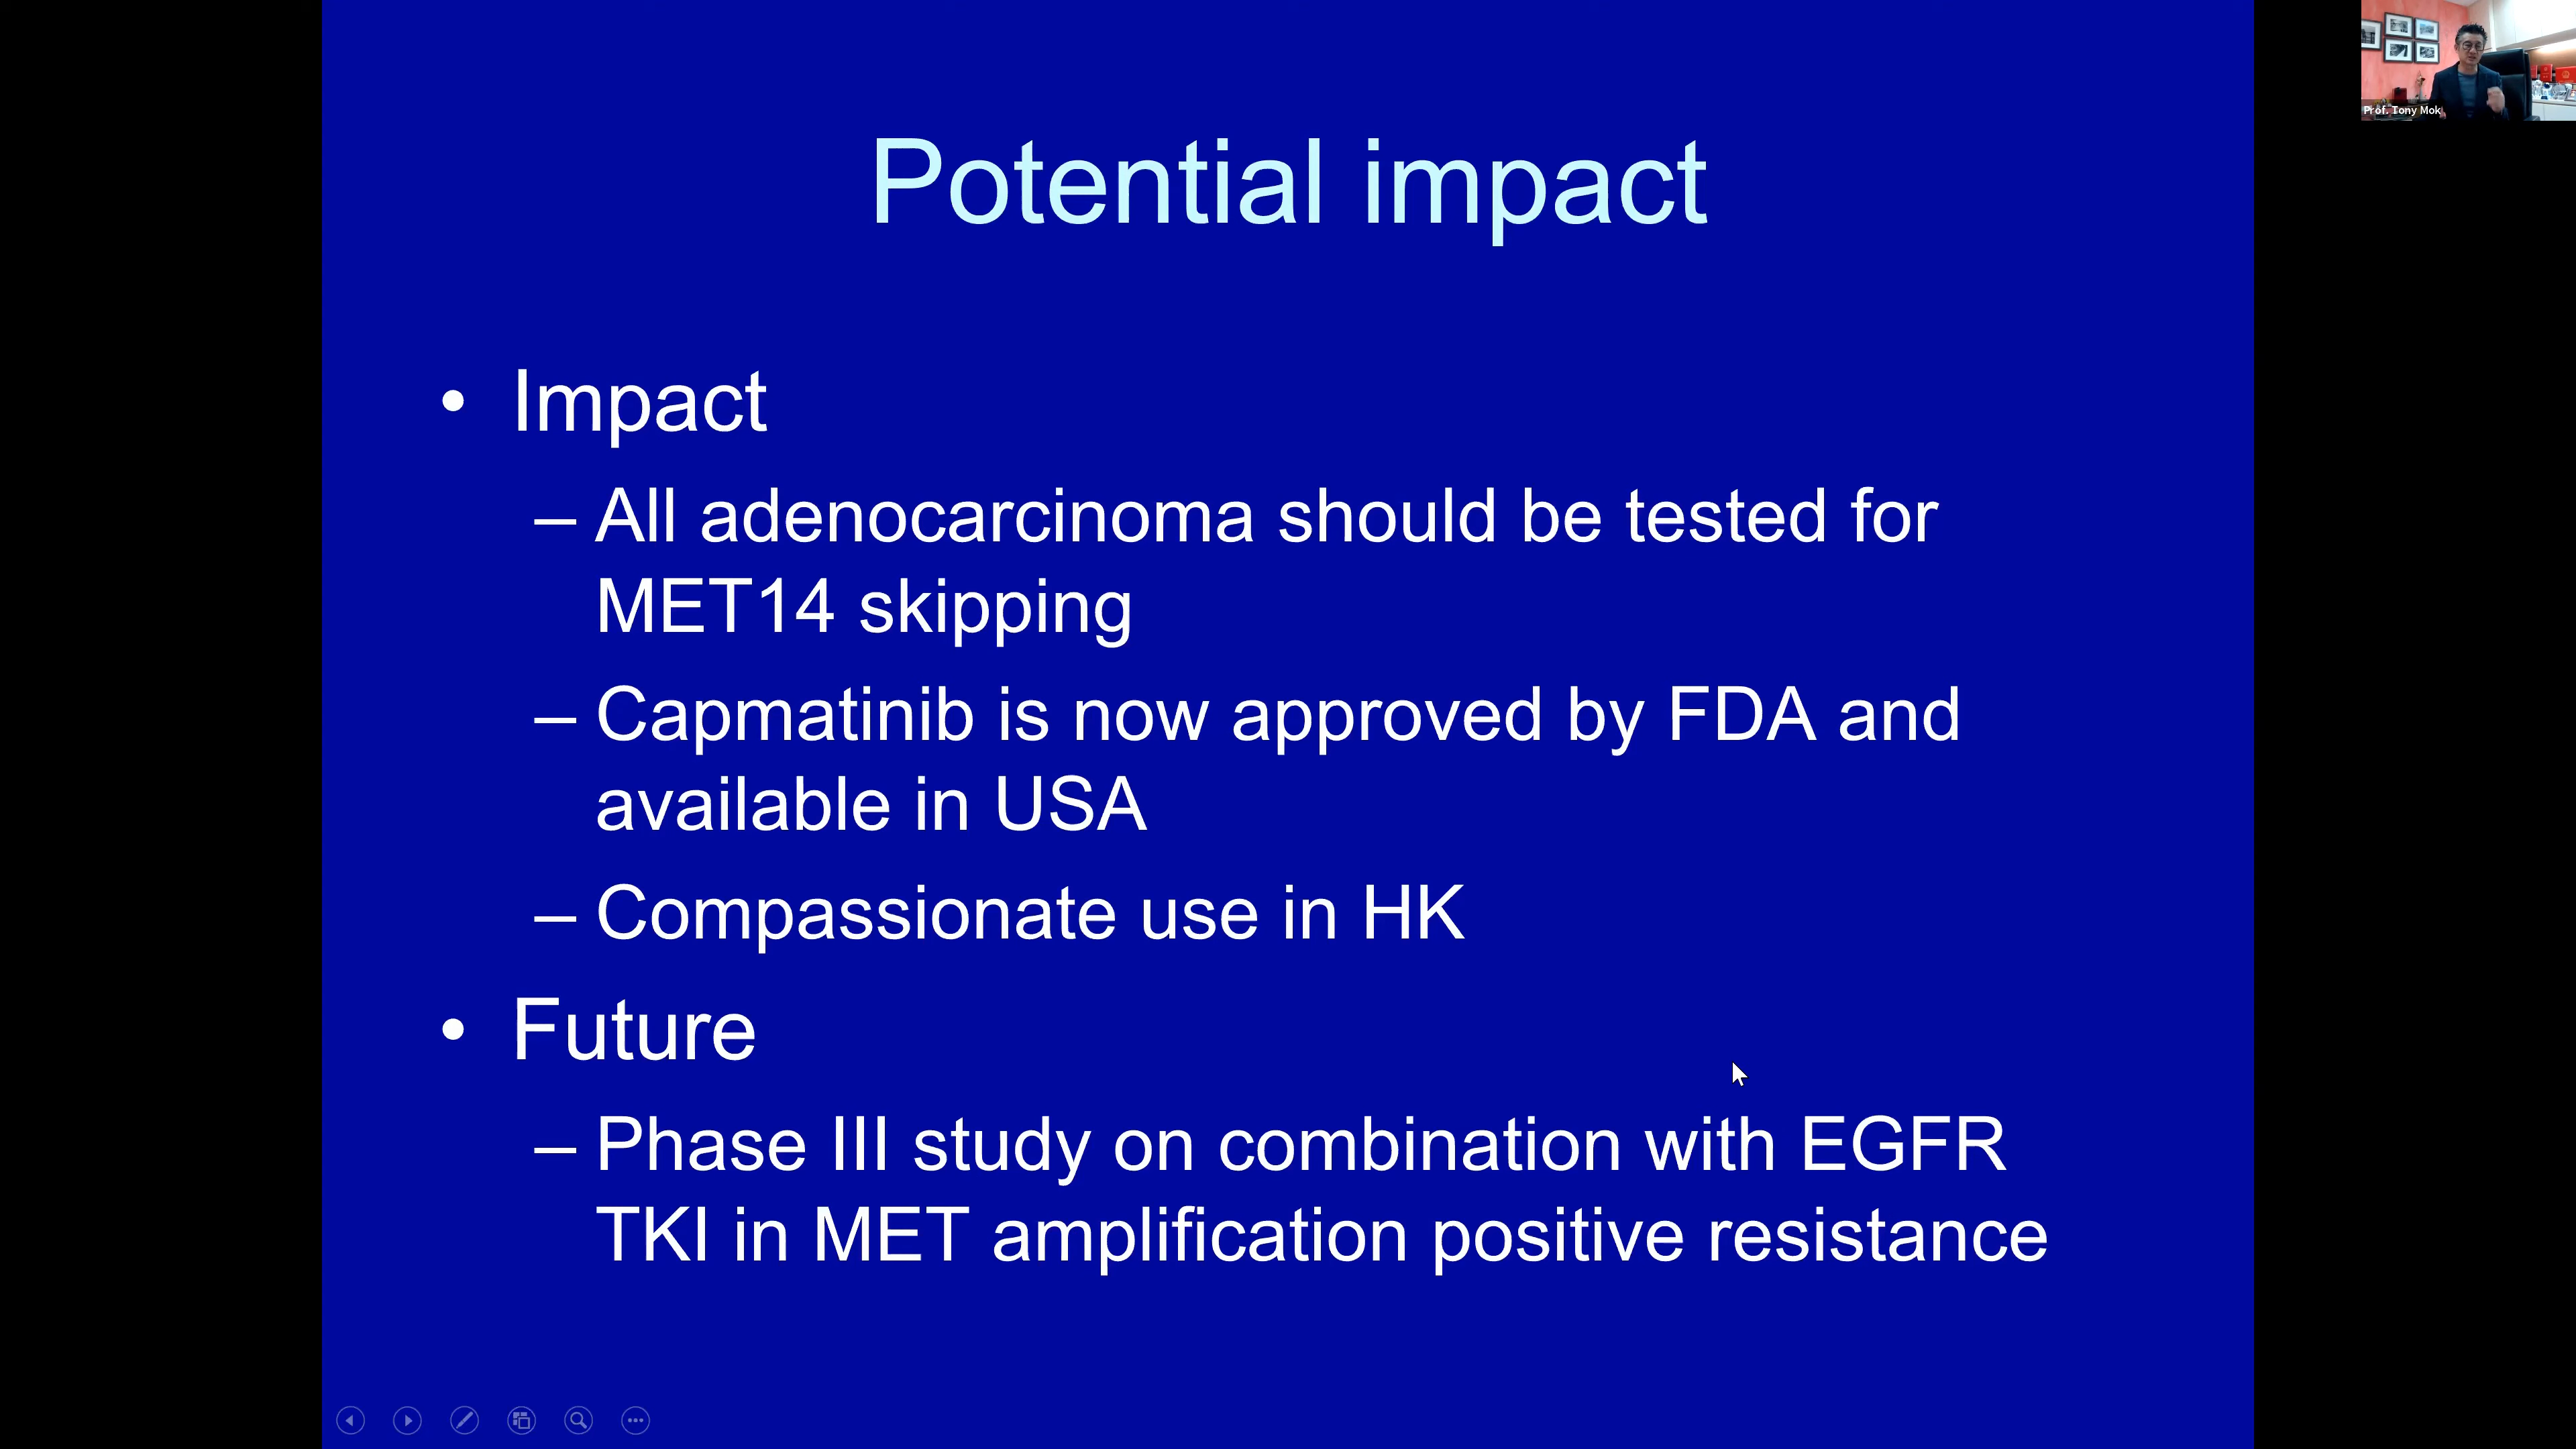 Prof. Tony Mok
Potential impact
• Impact
– All adenocarcinoma should be tested for
MET14 skipping
– Capmatinib is now approved by FDA and
available in USA
– Compassionate use in HK
• Future
– Phase III study on combination with EGFR
TKI in MET amplification positive resistance